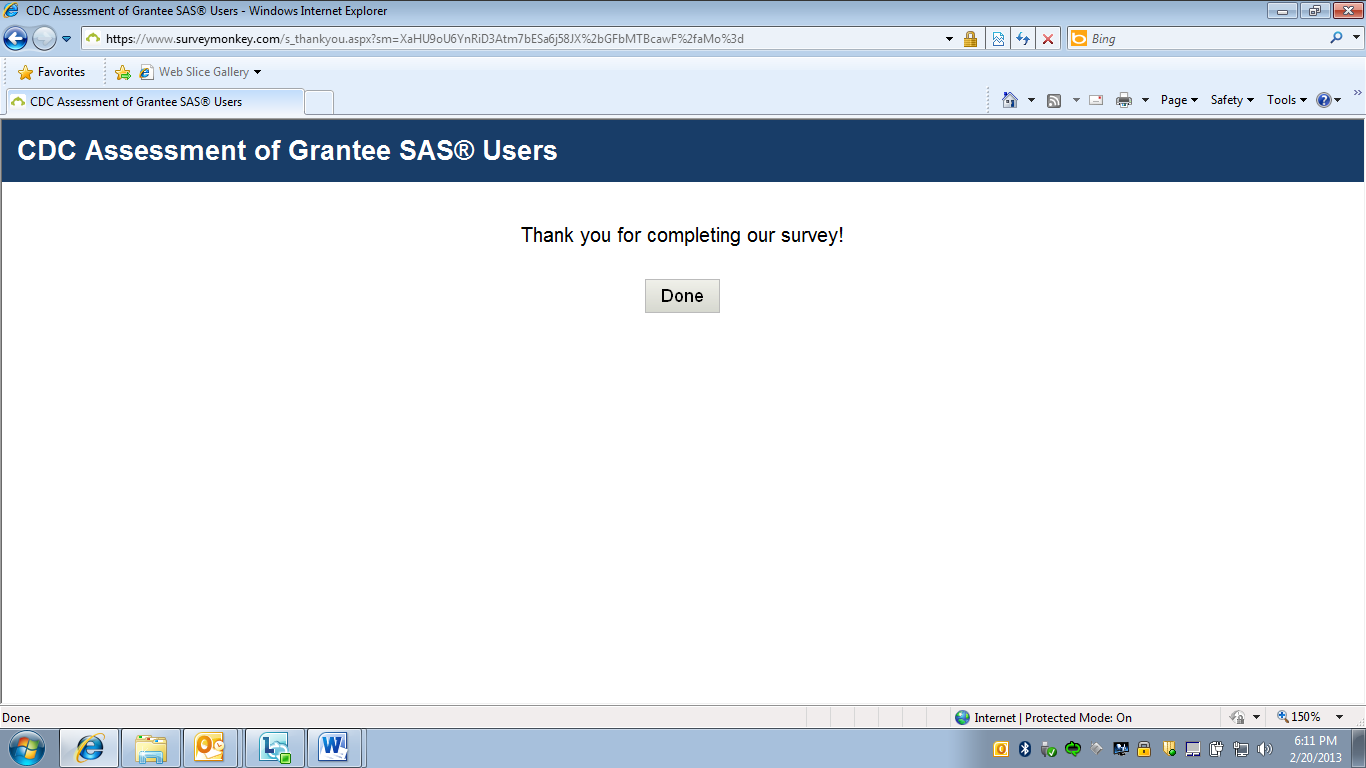 CDC Assessment of Grantee SAS® Users - Windows Internet Explorer
https://www.surveymonkey.com/s_thankyou.aspx?sm=XaHU9oU6YnRiD3Atm7bESa6j58JX%2bGFbMTBcawF%2faMo%3d
Bing
Favorites
Web Slice Gallery
CDC Assessment of Grantee SAS® Users
Page
Safety
Tools
CDC Assessment of Grantee SAS® Users
Thank you for completing our survey!
Done
Done
Internet | Protected Mode: On
150%
6:11 PM
2/20/2013